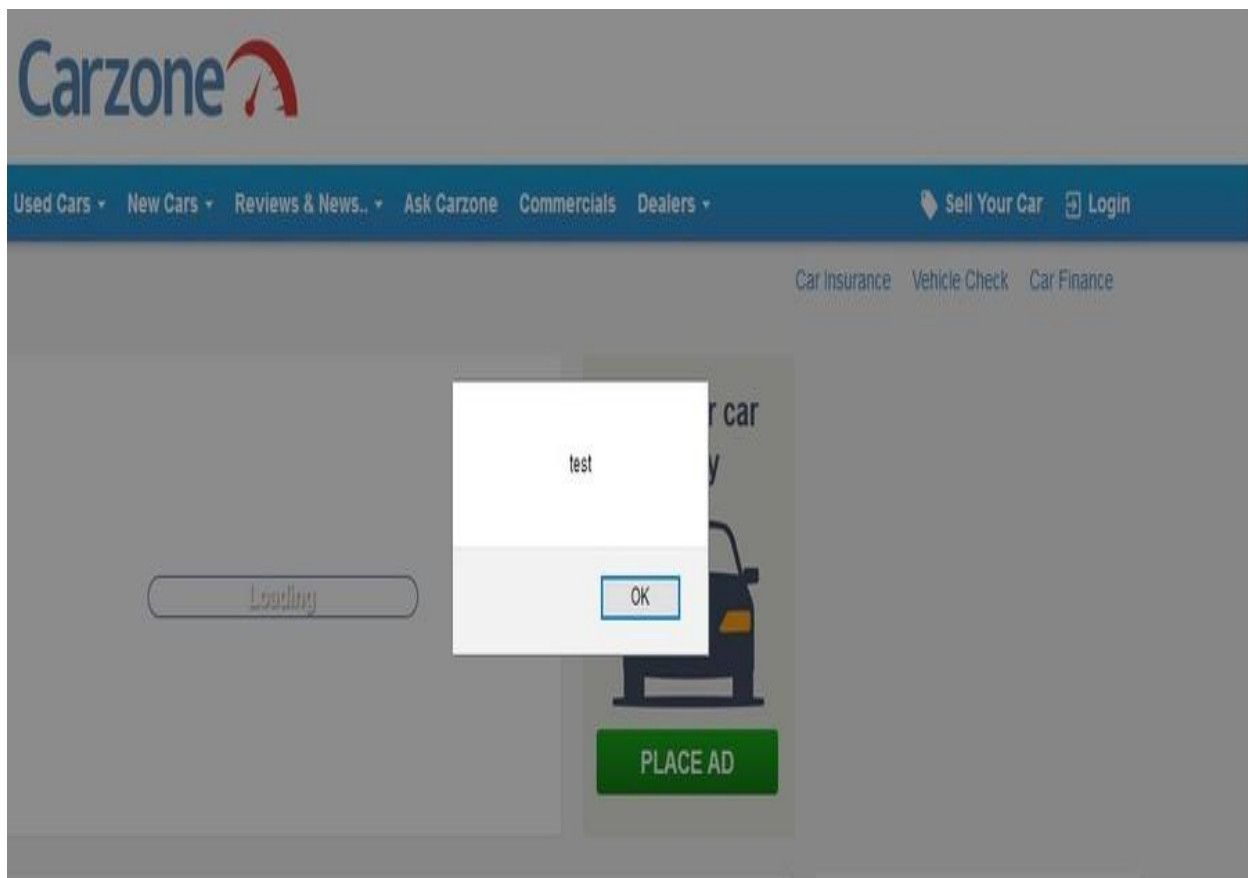 Carzone
Used Cars New Cars Reviews & News.. Ask Carzone Commercials Dealers Sell Your Car Login
Car Insurance Vehicle Check Car Finance
car
test
Loading
OK
PLACE AD